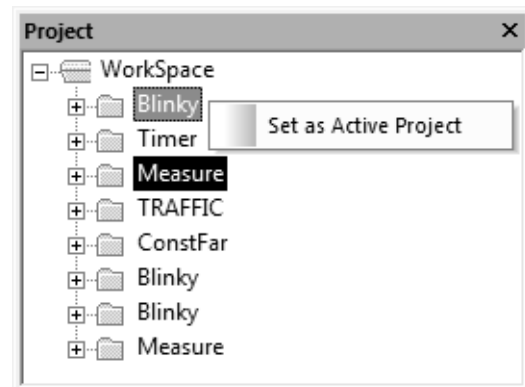 Project
WorkSpace
Blinky
Set as Active Project
Timer
Measure
TRAFFIC
ConstFar
Blinky
Blinky
Measure